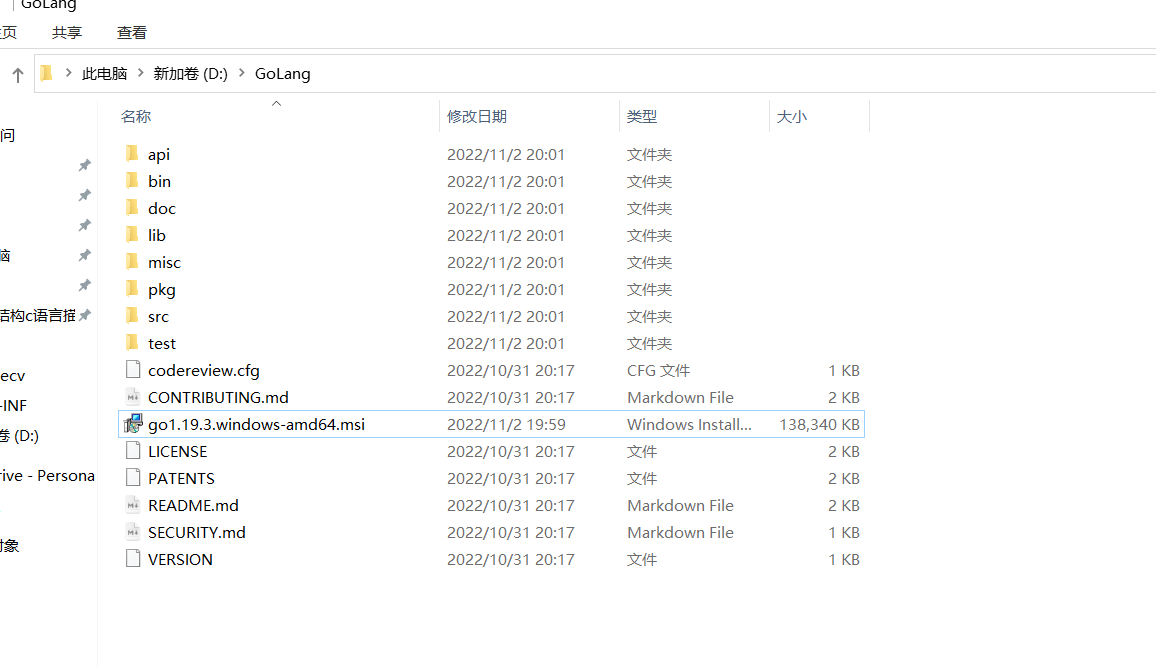 GoLang
页 共享 查看
此电脑 新加卷 (D:) GoLang
名称 修改日期 类型 大小
问
api 2022/11/2 20:01 文件夹
bin 2022/11/2 20:01 文件夹
doc 2022/11/2 20:01 文件夹
lib 2022/11/2 20:01 文件夹
脑
misc 2022/11/2 20:01 文件夹
pkg 2022/11/2 20:01 文件夹
src 2022/11/2 20:01 文件夹
结构c语言描
test 2022/11/2 20:01 文件夹
codereview.cfg 2022/10/31 20:17 CFG 文件 1 KB
ecv
CONTRIBUTING.md 2022/10/31 20:17 Markdown File 2 KB
-INF
go1.19.3.windows-amd64.msi 2022/11/2 19:59 Windows Install... 138,340 KB
卷 (D:)
LICENSE 2022/10/31 20:17 文件 2 KB
PATENTS 2022/10/31 20:17 文件 2 KB
rive - Persona
README.md 2022/10/31 20:17 Markdown File 2 KB
SECURITY.md 2022/10/31 20:17 Markdown File 1 KB
对象
VERSION 2022/10/31 20:17 文件 1 KB